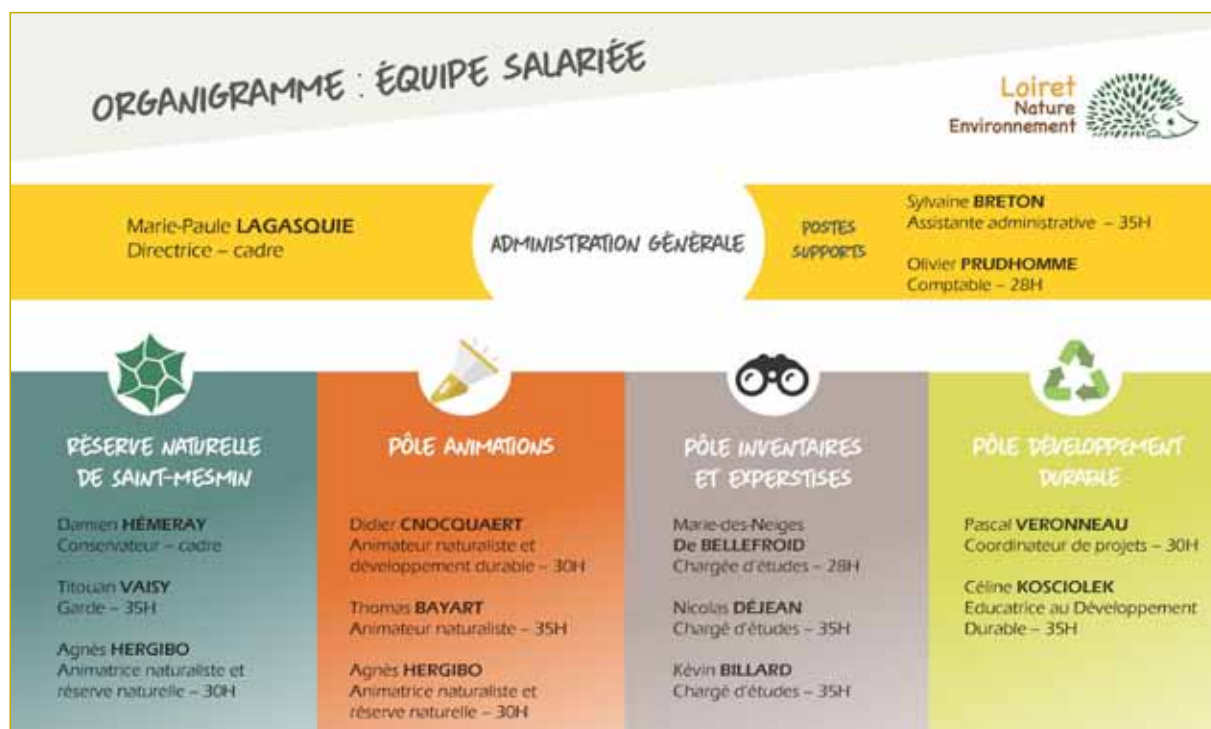 ORGANIGRAMME : ÉQUIPE SALARIÉE
Loiret
Nature
Environnement
Marie-Paule LAGASQUIE
Directrice – cadre
ADMINISTRATION GÉNÉRALE
POSTES
SUPPORTS
Sylvaine BRETON
Assistante administrative – 35H
Olivier PRUDHOMME
Comptable – 28H
RÉSERVE NATURELLE
DE SAINT-MESMIN
Damien HÉMERAY
Conservateur – cadre
Titouan VAISY
Garde – 35H
Agnès HERGIBO
Animatrice naturaliste et
réserve naturelle – 30H
PÔLE ANIMATIONS
Didier CNOCQUAERT
Animateur naturaliste et
développement durable – 30H
Thomas BAYART
Animateur naturaliste – 35H
Agnès HERGIBO
Animatrice naturaliste et
réserve naturelle – 30H
PÔLE INVENTAIRES
ET EXPERSTISES
Marie-des-Neiges
De BELLEFROID
Chargée d'études – 28H
Nicolas DÉJEAN
Chargé d'études – 35H
Kévin BILLARD
Chargé d'études – 35H
PÔLE DÉVELOPPEMENT
DURABLE
Pascal VERONNEAU
Coordinateur de projets – 30H
Céline KOSCIOLEK
Educatrice au Développement
Durable – 35H